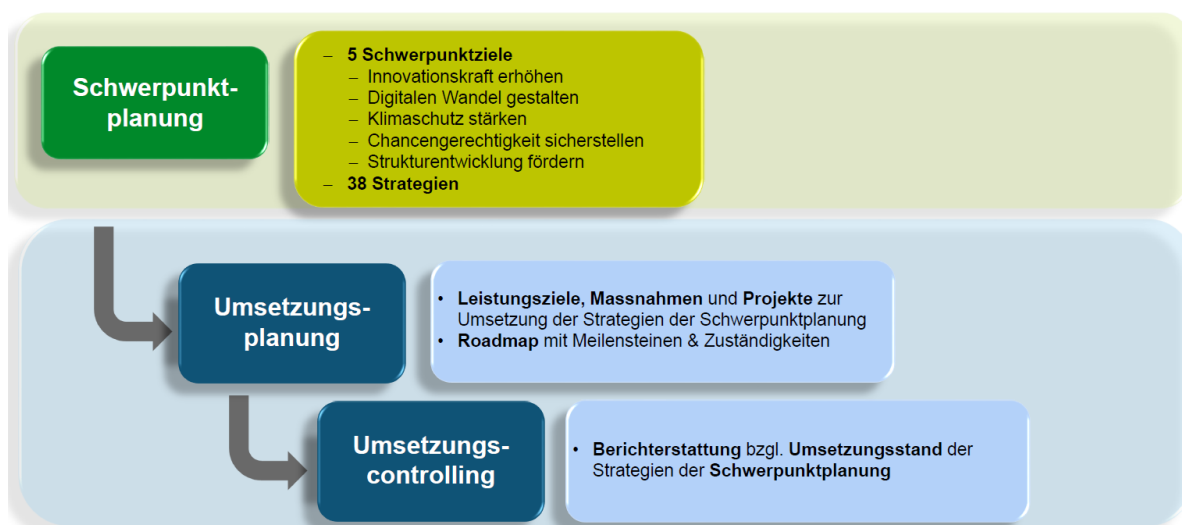 Schwerpunkt-
planung
– 5 Schwerpunktziele
– Innovationskraft erhöhen
– Digitalen Wandel gestalten
– Klimaschutz stärken
– Chancengerechtigkeit sicherstellen
– Strukturentwicklung fördern
– 38 Strategien
Umsetzungs-
planung
• Leistungsziele, Massnahmen und Projekte zur
Umsetzung der Strategien der Schwerpunktplanung
• Roadmap mit Meilensteinen & Zuständigkeiten
Umsetzungs-
controlling
• Berichterstattung bzgl. Umsetzungsstand der
Strategien der Schwerpunktplanung